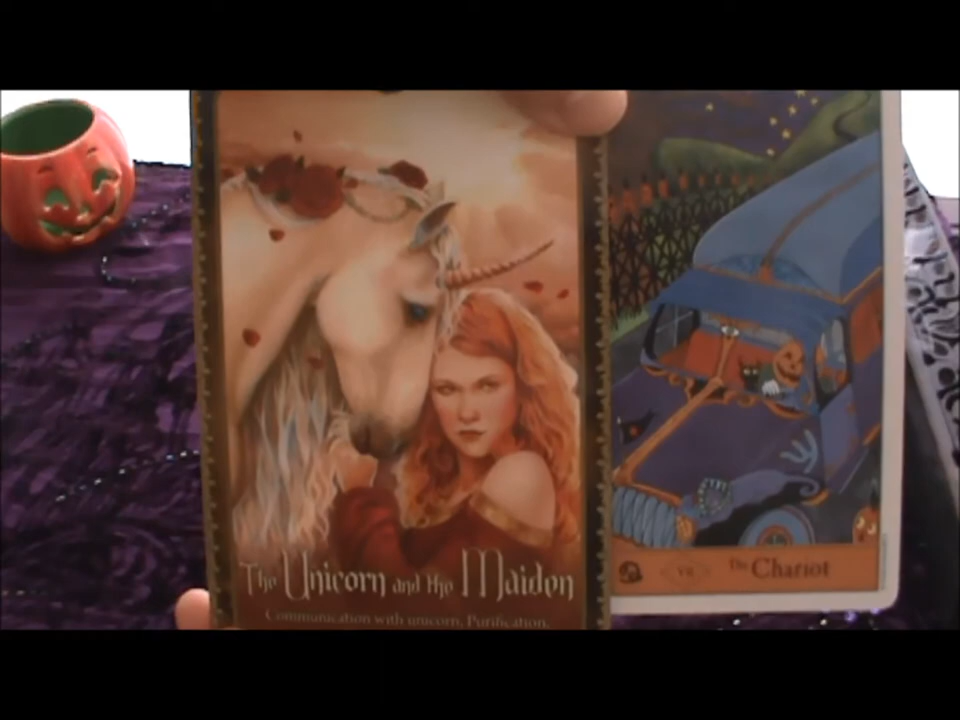 The Unicorn and the Maiden
Communication with unicorn. Purification.
VII
The Chariot